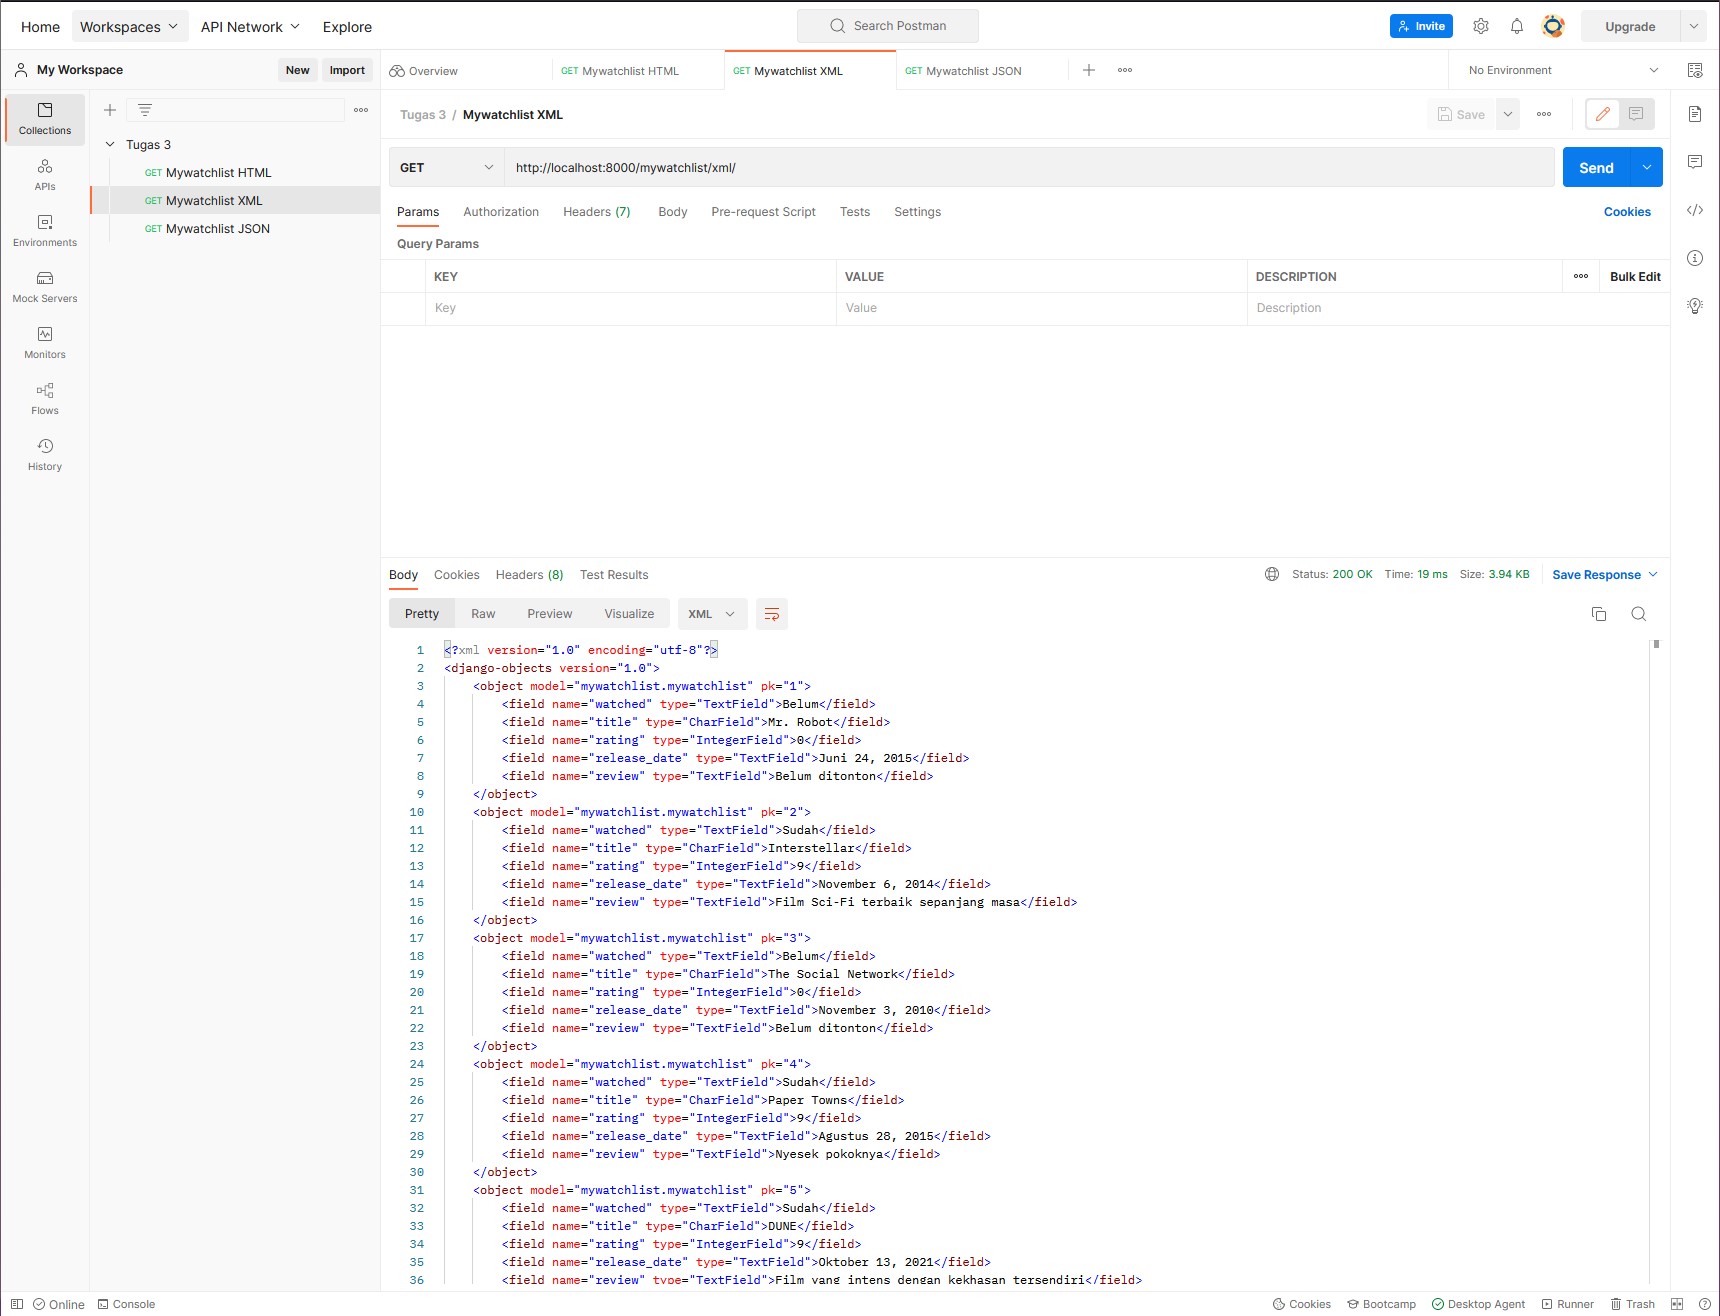 Home Workspaces API Network Explore Search Postman Invite Upgrade
My Workspace New Import Overview GET Mywatchlist HTML GET Mywatchlist XML GET Mywatchlist JSON No Environment
Collections
APIs
Environments
Mock Servers
Monitors
Flows
History
Tugas 3
GET Mywatchlist HTML
GET Mywatchlist XML
GET Mywatchlist JSON
Tugas 3 / Mywatchlist XML Save
GET http://localhost:8000/mywatchlist/xml/ Send
Params Authorization Headers (7) Body Pre-request Script Tests Settings Cookies
Query Params
KEY VALUE DESCRIPTION Bulk Edit
Key Value Description
Body Cookies Headers (8) Test Results Status: 200 OK Time: 19 ms Size: 3.94 KB Save Response
Pretty Raw Preview Visualize XML
1 <?xml version="1.0" encoding="utf-8"?>
2 <django-objects version="1.0">
3 <object model="mywatchlist.mywatchlist" pk="1">
4 <field name="watched" type="TextField">Belum</field>
5 <field name="title" type="CharField">Mr. Robot</field>
6 <field name="rating" type="IntegerField">0</field>
7 <field name="release_date" type="TextField">Juni 24, 2015</field>
8 <field name="review" type="TextField">Belum ditonton</field>
9 </object>
10 <object model="mywatchlist.mywatchlist" pk="2">
11 <field name="watched" type="TextField">Sudah</field>
12 <field name="title" type="CharField">Interstellar</field>
13 <field name="rating" type="IntegerField">9</field>
14 <field name="release_date" type="TextField">November 6, 2014</field>
15 <field name="review" type="TextField">Film Sci-Fi terbaik sepanjang masa</field>
16 </object>
17 <object model="mywatchlist.mywatchlist" pk="3">
18 <field name="watched" type="TextField">Belum</field>
19 <field name="title" type="CharField">The Social Network</field>
20 <field name="rating" type="IntegerField">0</field>
21 <field name="release_date" type="TextField">November 3, 2010</field>
22 <field name="review" type="TextField">Belum ditonton</field>
23 </object>
24 <object model="mywatchlist.mywatchlist" pk="4">
25 <field name="watched" type="TextField">Sudah</field>
26 <field name="title" type="CharField">Paper Towns</field>
27 <field name="rating" type="IntegerField">9</field>
28 <field name="release_date" type="TextField">Agustus 28, 2015</field>
29 <field name="review" type="TextField">Nyesek pokoknya</field>
30 </object>
31 <object model="mywatchlist.mywatchlist" pk="5">
32 <field name="watched" type="TextField">Sudah</field>
33 <field name="title" type="CharField">DUNE</field>
34 <field name="rating" type="IntegerField">9</field>
35 <field name="release_date" type="TextField">Oktober 13, 2021</field>
36 <field name="review" type="TextField">Film yang intens dengan kekhasan tersendiri</field>
Online Console Cookies Bootcamp Desktop Agent Runner Trash